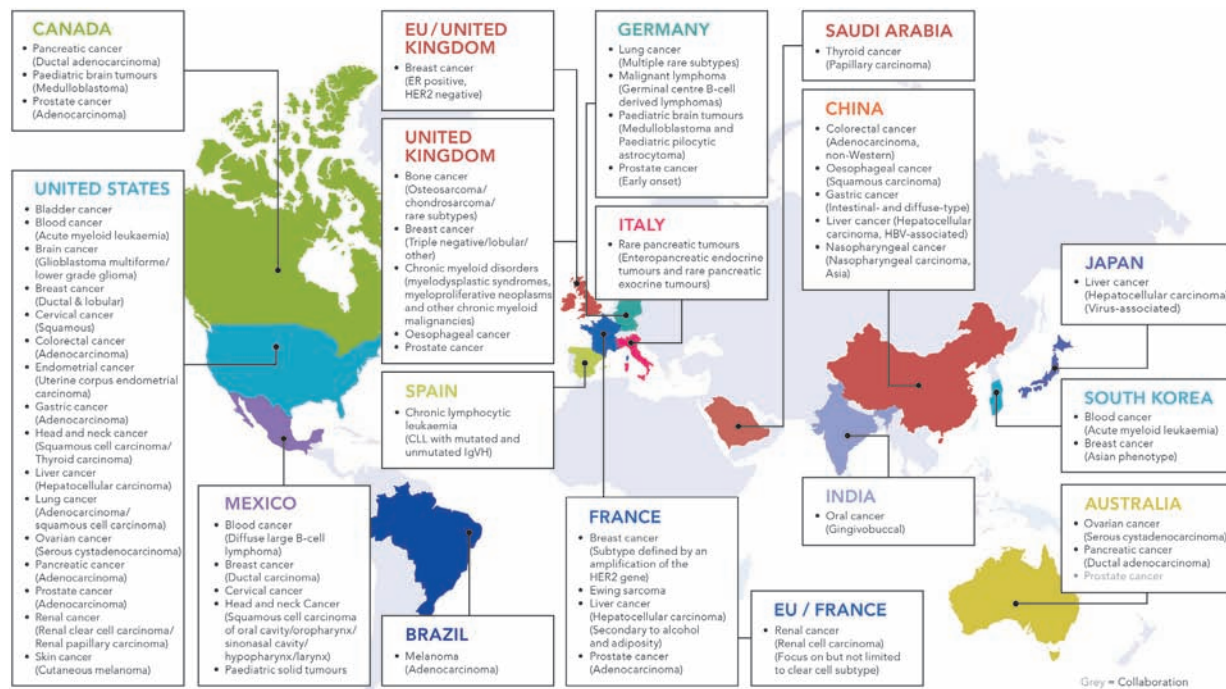 CANADA
• Pancreatic cancer
(Ductal adenocarcinoma)
• Paediatric brain tumours
(Medulloblastoma)
• Prostate cancer
(Adenocarcinoma)
UNITED STATES
• Bladder cancer
• Blood cancer
(Acute myeloid leukaemia)
• Brain cancer
(Glioblastoma multiforme/
lower grade glioma)
• Breast cancer
(Ductal & lobular)
• Cervical cancer
(Squamous)
• Colorectal cancer
(Adenocarcinoma)
• Endometrial cancer
(Uterine corpus endometrial
carcinoma)
• Gastric cancer
(Adenocarcinoma)
• Head and neck cancer
(Squamous cell carcinoma/
Thyroid carcinoma)
• Liver cancer
(Hepatocellular carcinoma)
• Lung cancer
(Adenocarcinoma/
squamous cell carcinoma)
• Ovarian cancer
(Serous cystadenocarcinoma)
• Pancreatic cancer
(Adenocarcinoma)
• Prostate cancer
(Adenocarcinoma)
• Renal cancer
(Renal clear cell carcinoma/
Renal papillary carcinoma)
• Skin cancer
(Cutaneous melanoma)
MEXICO
• Blood cancer
(Diffuse large B-cell
lymphoma)
• Breast cancer
(Ductal carcinoma)
• Cervical cancer
• Head and neck Cancer
(Squamous cell carcinoma
of oral cavity/oropharynx/
sinonasal cavity/
hypopharynx/larynx)
• Paediatric solid tumours
EU / UNITED
KINGDOM
• Breast cancer
(ER positive,
HER2 negative)
UNITED
KINGDOM
• Bone cancer
(Osteosarcoma/
chondrosarcoma/
rare subtypes)
• Breast cancer
(Triple negative/lobular/
other)
• Chronic myeloid disorders
(myelodysplastic syndromes,
myeloproliferative neoplasms
and other chronic myeloid
malignancies)
• Oesophageal cancer
• Prostate cancer
SPAIN
• Chronic lymphocytic
leukaemia
(CLL with mutated and
unmutated IgVH)
BRAZIL
• Melanoma
(Adenocarcinoma)
GERMANY
• Lung cancer
(Multiple rare subtypes)
• Malignant lymphoma
(Germinal centre B-cell
derived lymphomas)
• Paediatric brain tumours
(Medulloblastoma and
Paediatric pilocytic
astrocytoma)
• Prostate cancer
(Early onset)
ITALY
• Rare pancreatic tumours
(Enteropancreatic endocrine
tumours and rare pancreatic
exocrine tumours)
FRANCE
• Breast cancer
(Subtype defined by an
amplification of the
HER2 gene)
• Ewing sarcoma
• Liver cancer
(Hepatocellular carcinoma)
(Secondary to alcohol
and adiposity)
• Prostate cancer
(Adenocarcinoma)
EU / FRANCE
• Renal cancer
(Renal cell carcinoma)
(Focus on but not limited
to clear cell subtype)
SAUDI ARABIA
• Thyroid cancer
(Papillary carcinoma)
CHINA
• Colorectal cancer
(Adenocarcinoma,
non-Western)
• Oesophageal cancer
(Squamous carcinoma)
• Gastric cancer
(Intestinal- and diffuse-type)
• Liver cancer (Hepatocellular
carcinoma, HBV-associated)
• Nasopharyngeal cancer
(Nasopharyngeal carcinoma,
Asia)
INDIA
• Oral cancer
(Gingivobuccal)
JAPAN
• Liver cancer
(Hepatocellular carcinoma)
(Virus-associated)
SOUTH KOREA
• Blood cancer
(Acute myeloid leukaemia)
• Breast cancer
(Asian phenotype)
AUSTRALIA
• Ovarian cancer
(Serous cystadenocarcinoma)
• Pancreatic cancer
(Ductal adenocarcinoma)
• Prostate cancer
Grey = Collaboration